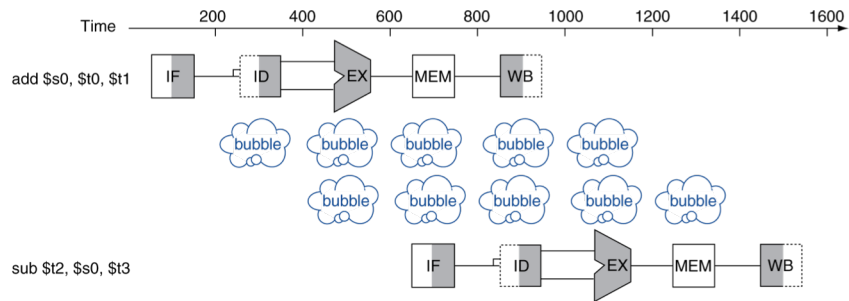 Time 200 400 600 800 1000 1200 1400 1600
add $s0, $t0, $t1 IF ID EX MEM WB
bubble bubble bubble bubble bubble
bubble bubble bubble bubble bubble
sub $t2, $s0, $t3 IF ID EX MEM WB